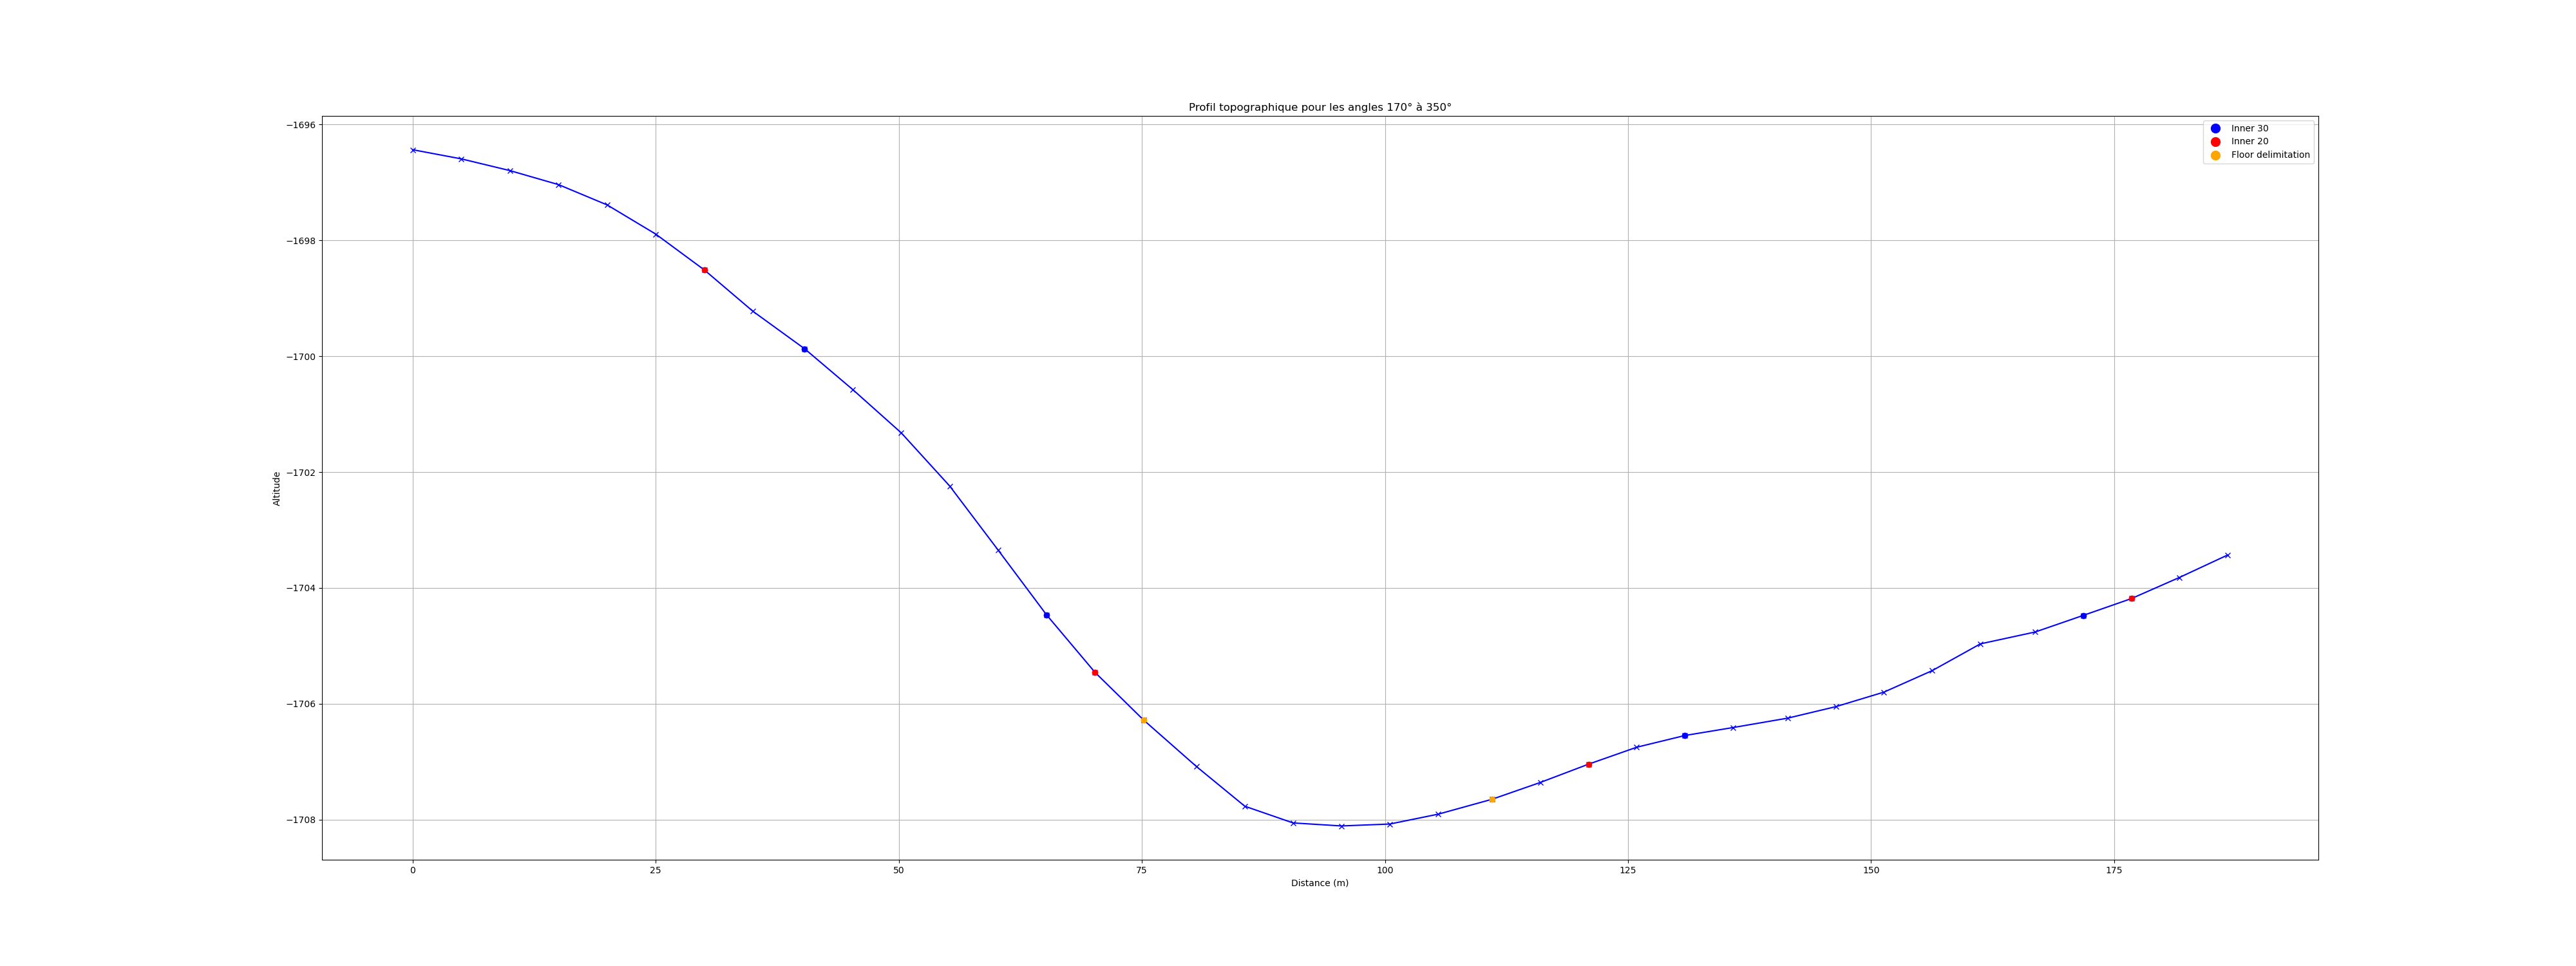 Profil topographique pour les angles 170° à 350°
Inner 30
Inner 20
Floor delimitation
Altitude
−1696
−1698
−1700
−1702
−1704
−1706
−1708
0 25 50 75 100 125 150 175
Distance (m)